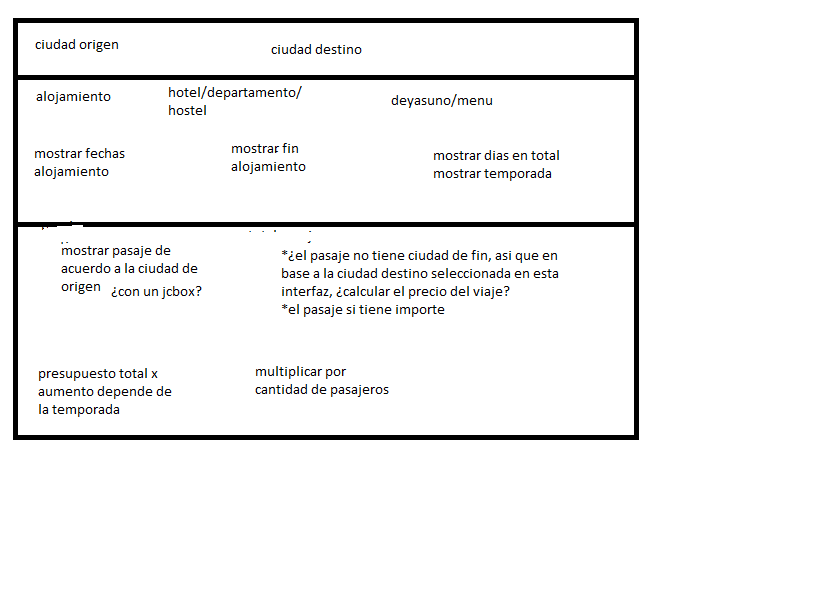 ciudad origen
ciudad destino
alojamiento
hotel/departamento/
hostel
deyasuno/menu
mostrar fechas
alojamiento
mostrar fin
alojamiento
mostrar dias en total
mostrar temporada
mostrar pasaje de
acuerdo a la ciudad de
origen
¿con un jcbox?
*¿el pasaje no tiene ciudad de fin, asi que en
base a la ciudad destino seleccionada en esta
interfaz, ¿calcular el precio del viaje?
*el pasaje si tiene importe
presupuesto total x
aumento depende de
la temporada
multiplicar por
cantidad de pasajeros